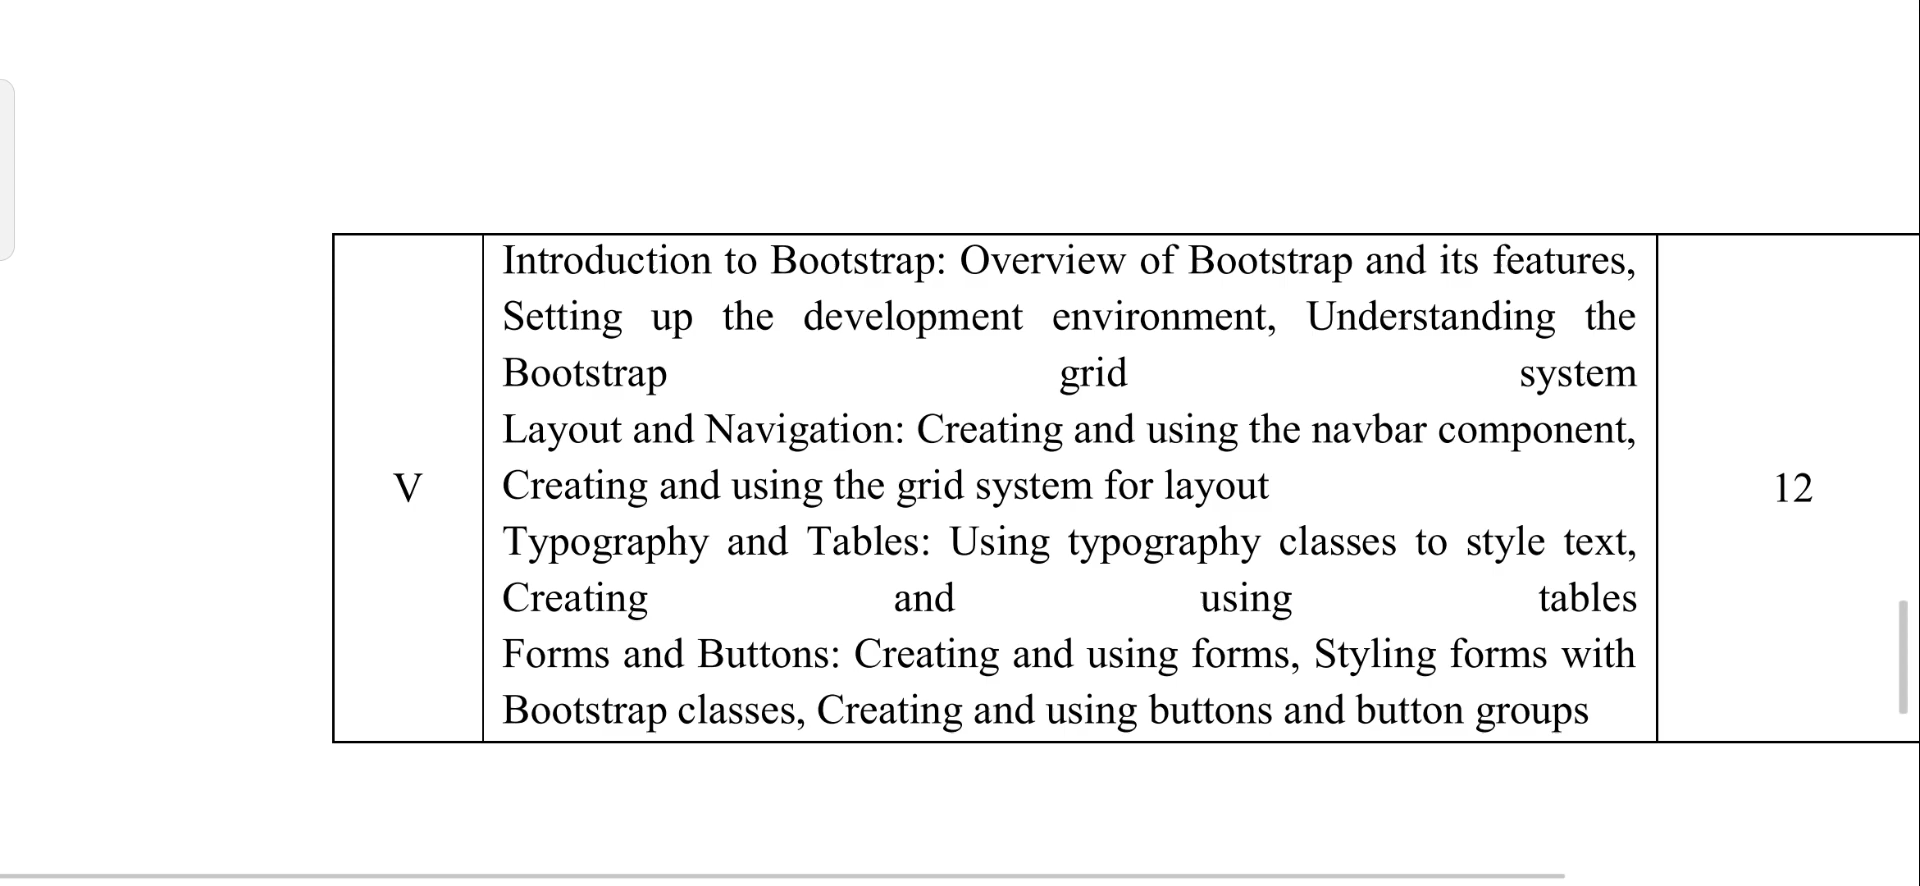 Introduction to Bootstrap: Overview of Bootstrap and its features,
Setting up the development environment, Understanding the
Bootstrap grid system
Layout and Navigation: Creating and using the navbar component,
V
Creating and using the grid system for layout
12
Typography and Tables: Using typography classes to style text,
Creating and using tables
Forms and Buttons: Creating and using forms, Styling forms with
Bootstrap classes, Creating and using buttons and button groups